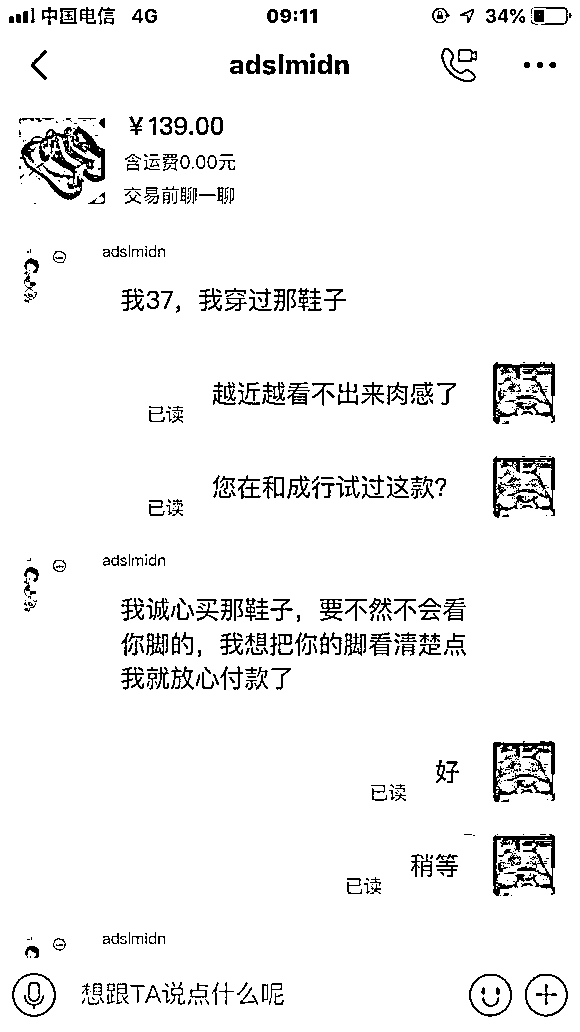 中国电信 4G 09:11 34%
adslmidn
￥139.00
含运费0.00元
交易前聊一聊
adslmidn
我37，我穿过那鞋子
越近越看不出来肉感了
已读
您在和成行试过这款？
已读
adslmidn
我诚心买那鞋子，要不然不会看
你脚的，我想把你的脚看清楚点
我就放心付款了
好
已读
稍等
已读
adslmidn
想跟TA说点什么呢